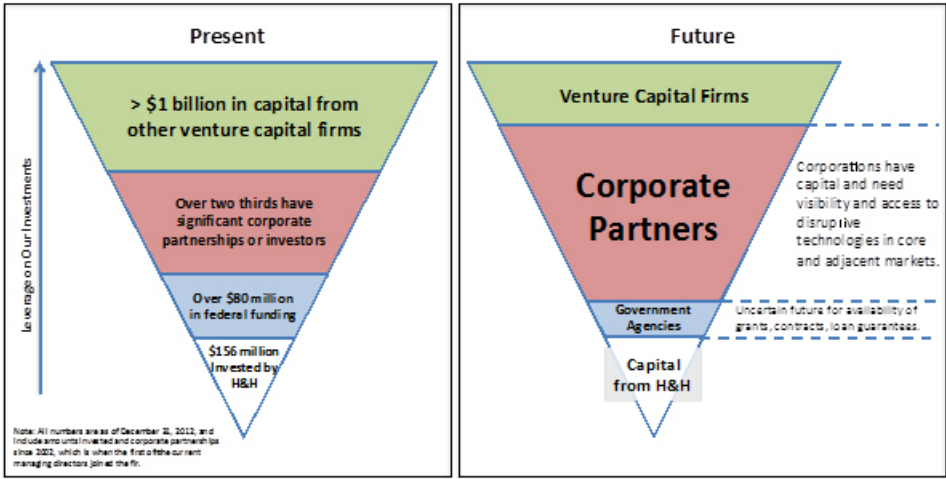 Present
> $1 billion in capital from
other venture capital firms
Over two thirds have
significant corporate
partnerships or investors
Over $80 million
in federal funding
$156 million
Invested by
H&H
Leverage on Our Investments
Note: All numbers are as of December 31, 2012, and
include amounts invested and corporate partnerships
since 2002, which is when the first of the current
managing directors joined the fir.
Future
Venture Capital Firms
Corporate
Partners
Corporations have
capital and need
visibility and access to
disruptive
technologies in core
and adjacent markets.
Government
Agencies
Uncertain future for availability of
grants, contracts, loan guarantees.
Capital
from H&H